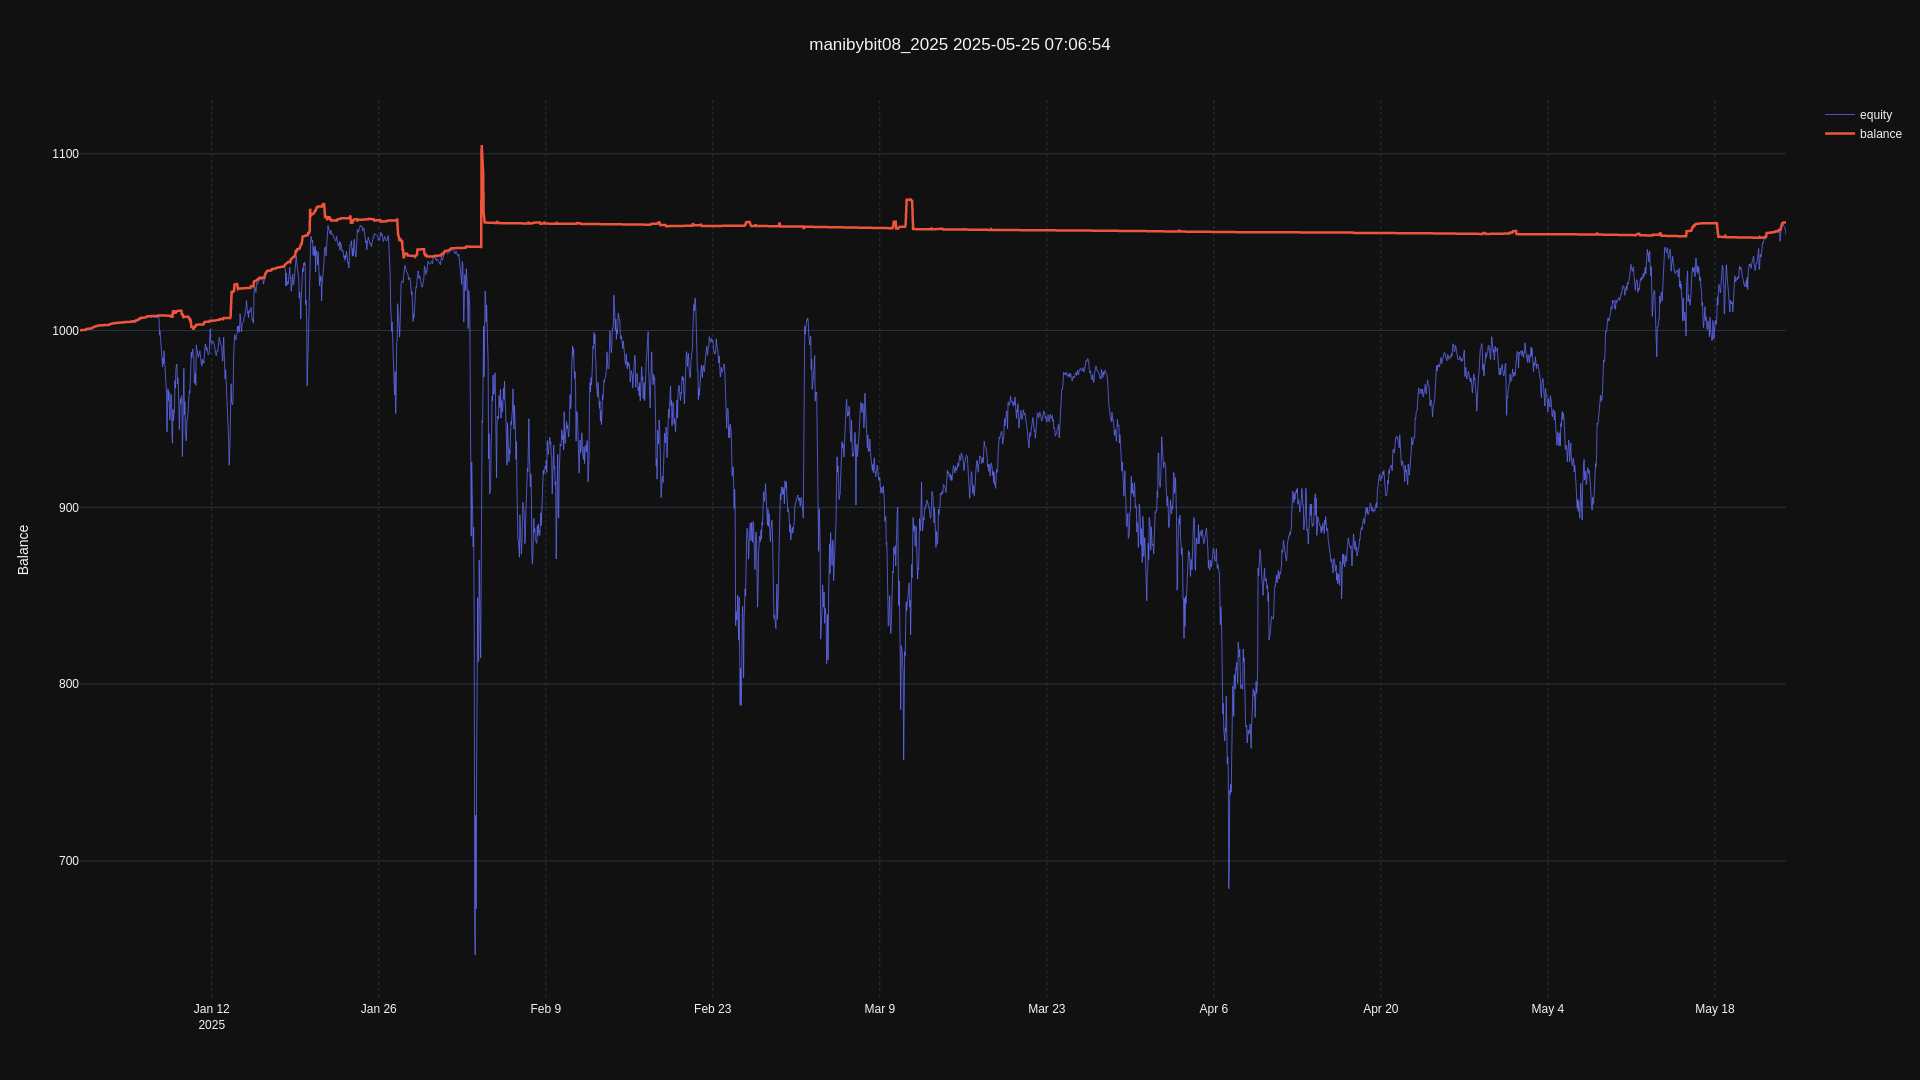 manibybit08_2025 2025-05-25 07:06:54
equity
balance
1100
1000
900
800
700
Balance
Jan 12
2025
Jan 26
Feb 9
Feb 23
Mar 9
Mar 23
Apr 6
Apr 20
May 4
May 18